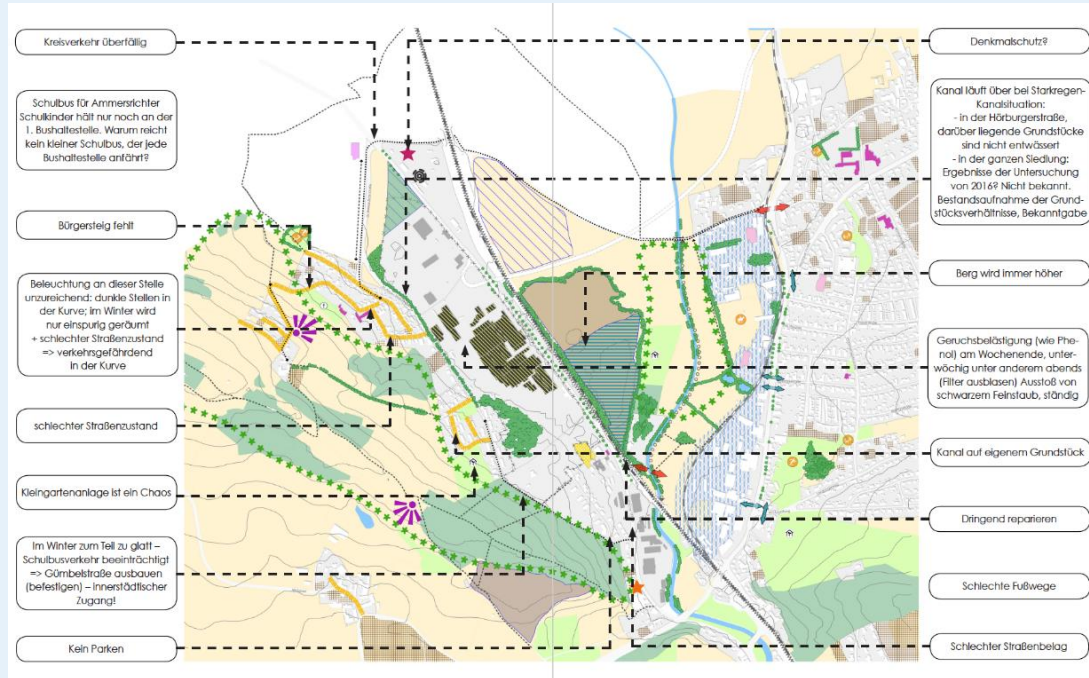 Kreisverkehr überfällig
Schulbus für Ammersrichter
Schulkinder hält nur noch an der
1. Bushaltestelle. Warum reicht
kein kleiner Schulbus, der jede
Bushaltestelle anfährt?
Bürgersteig fehlt
Beleuchtung an dieser Stelle
unzureichend: dunkle Stellen in
der Kurve; im Winter wird
nur einspurig geräumt
+ schlechter Straßenzustand
=> verkehrsgefährdend
in der Kurve
schlechter Straßenzustand
Kleingartenanlage ist ein Chaos
Im Winter zum Teil zu glatt –
Schulbusverkehr beeinträchtigt
=> Gümbelstraße ausbauen
(befestigen) – innerstädtischer
Zugang!
Kein Parken
Denkmalschutz?
Kanal läuft über bei Starkregen-
Kanalsituation:
- in der Hörburgerstraße,
darüber liegende Grundstücke
sind nicht entwässert
- in der ganzen Siedlung:
Ergebnisse der Untersuchung
von 2016? Nicht bekannt.
Bestandsaufnahme der Grund-
stücksverhältnisse, Bekanntgabe
Berg wird immer höher
Geruchsbelästigung (wie Phe-
nol) am Wochenende, unter-
wöchig unter anderem abends
(Filter ausblasen) Ausstoß von
schwarzem Feinstaub, ständig
Kanal auf eigenem Grundstück
Dringend reparieren
Schlechte Fußwege
Schlechter Straßenbelag